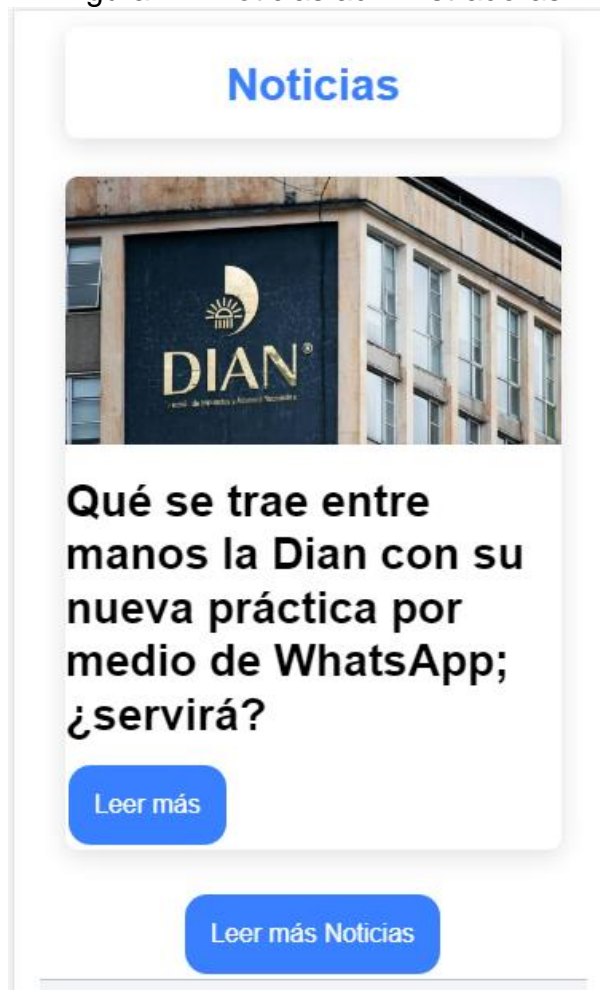 Noticias
DIAN®
Qué se trae entre
manos la Dian con su
nueva práctica por
medio de WhatsApp;
¿servirá?
Leer más
Leer más Noticias